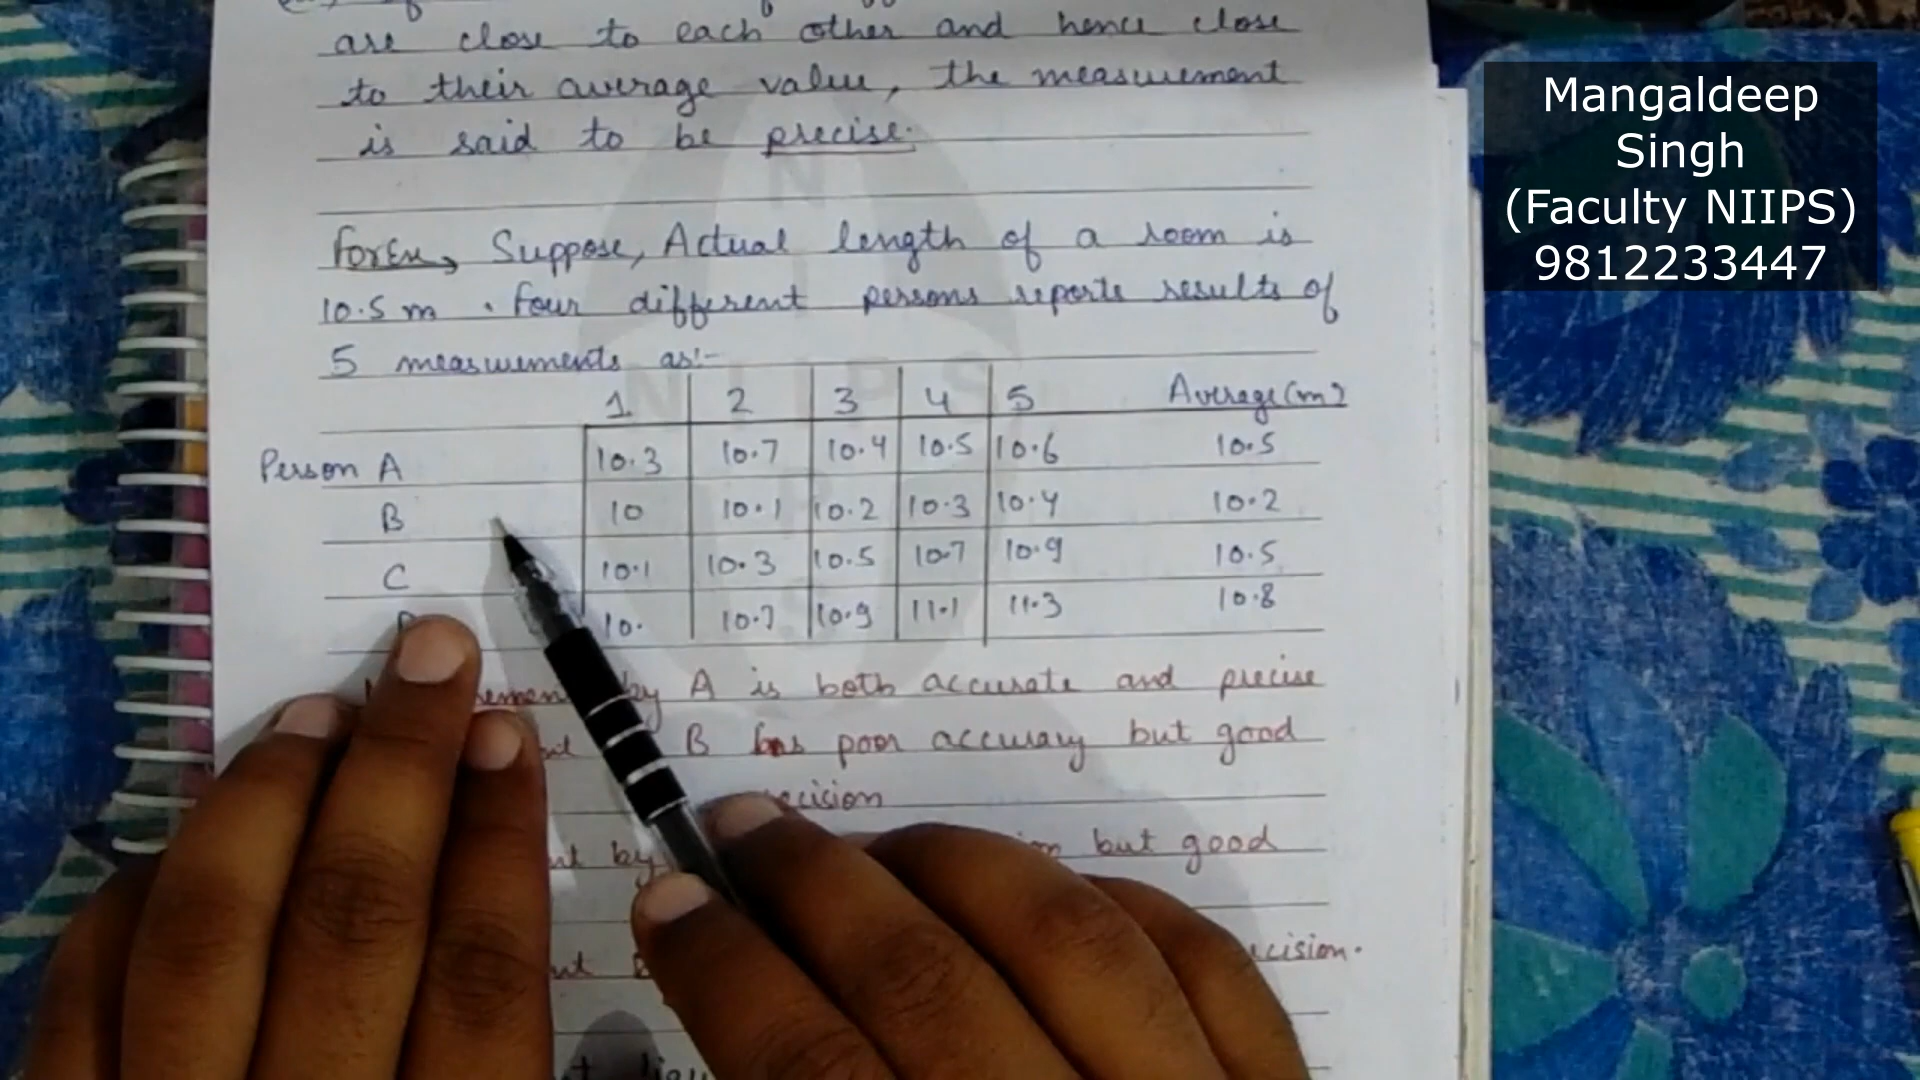 are close to each other and hence close
to their average value, the measurement
is said to be precise.
For Ex, Suppose, Actual length of a room is
10.5 m . Four different persons reports results of
5 measurements as:-
1 2 3 4 5 Average (m)
Person A 10.3 10.7 10.4 10.5 10.6 10.5
B 10 10.1 10.2 10.3 10.4 10.2
C 10.1 10.3 10.5 10.7 10.9 10.5
10. 10.7 10.9 11.1 11.3 10.8
by A is both accurate and precise
B has poor accuracy but good
by but good
N
NIIPS
Mangaldeep
Singh
(Faculty NIIPS)
9812233447